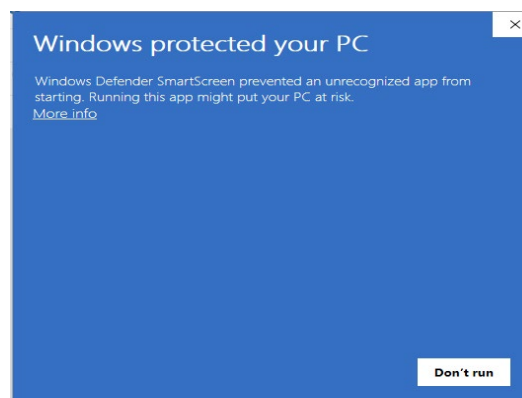 Windows protected your PC
Windows Defender SmartScreen prevented an unrecognized app from
starting. Running this app might put your PC at risk.
More info
Don't run